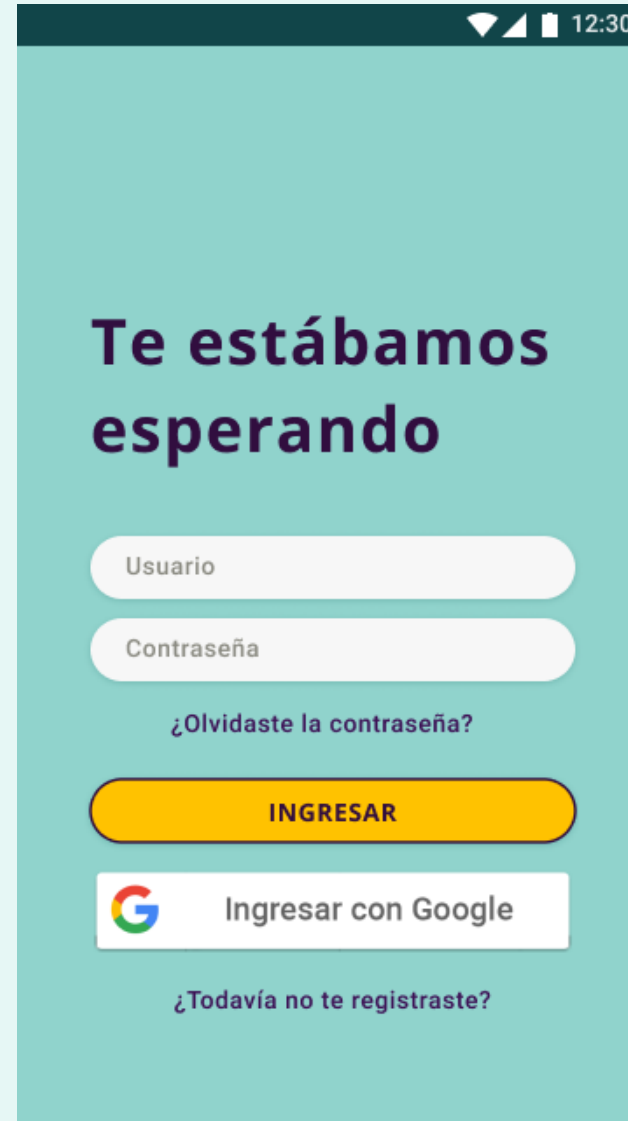 12:30
Te estábamos
esperando
Usuario
Contraseña
¿Olvidaste la contraseña?
INGRESAR
Ingresar con Google
¿Todavía no te registraste?